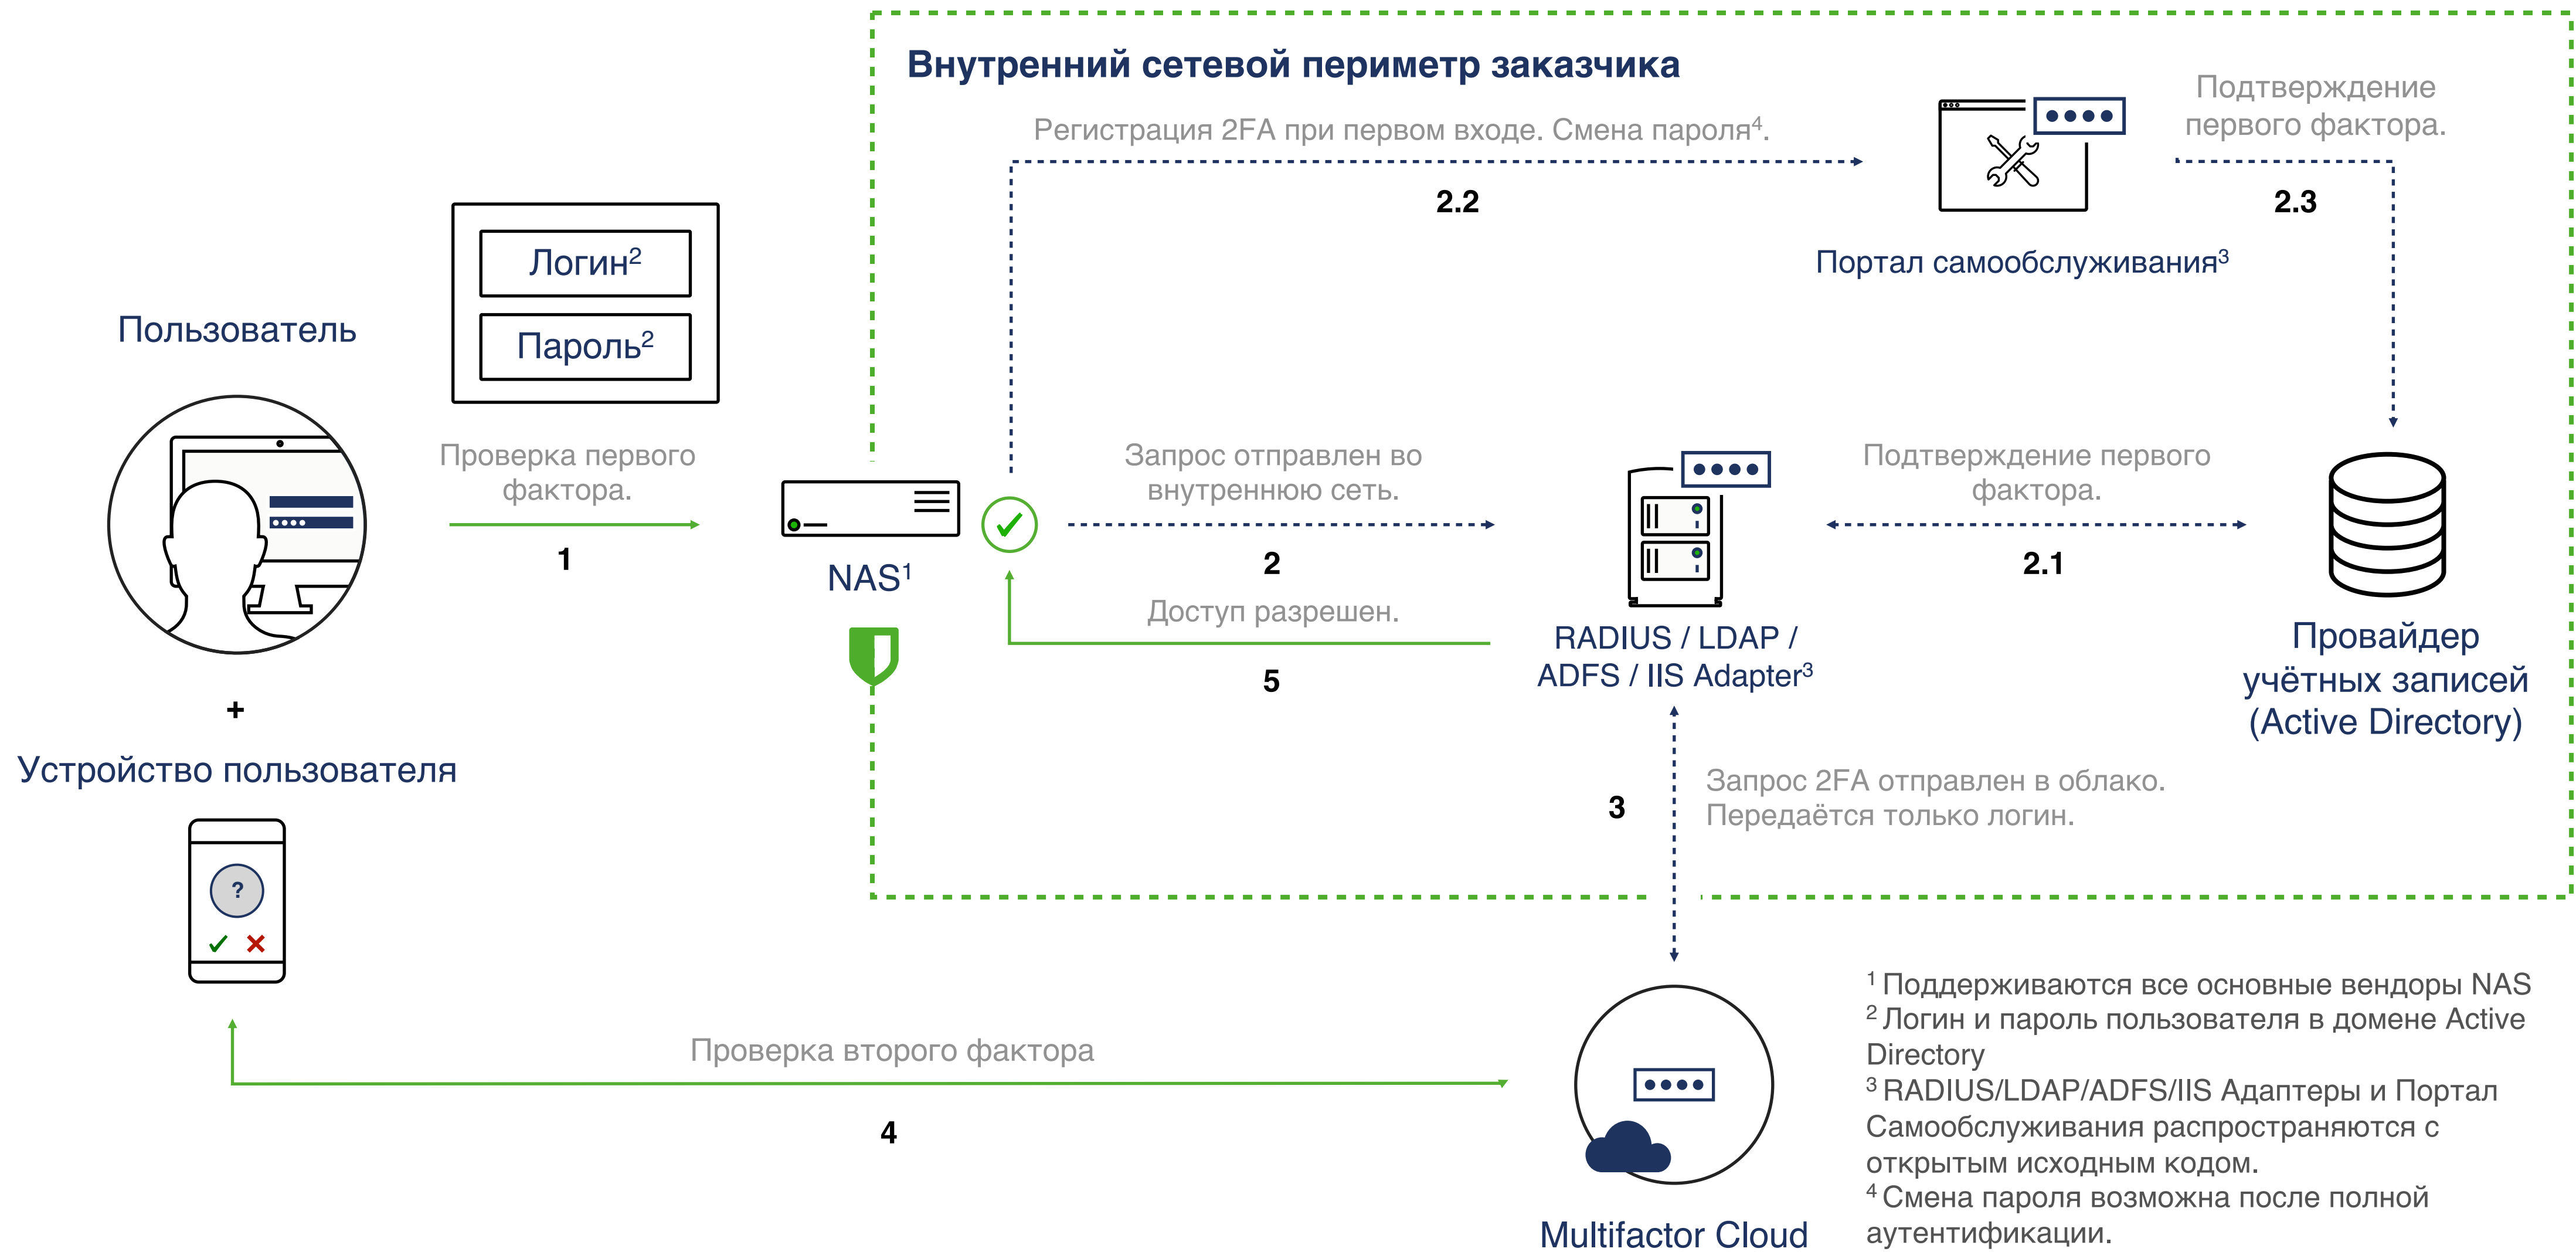 Внутренний сетевой периметр заказчика
Регистрация 2FA при первом входе. Смена пароля⁴.
2.2
Подтверждение
первого фактора.
2.3
Портал самообслуживания³
Логин²
Пароль²
Пользователь
Проверка первого
фактора.
1
NAS¹
Запрос отправлен во
внутреннюю сеть.
2
Доступ разрешен.
5
RADIUS / LDAP /
ADFS / IIS Adapter³
Подтверждение первого
фактора.
2.1
Провайдер
учётных записей
(Active Directory)
+
Устройство пользователя
?
3
Запрос 2FA отправлен в облако.
Передаётся только логин.
Проверка второго фактора
4
Multifactor Cloud
¹ Поддерживаются все основные вендоры NAS
² Логин и пароль пользователя в домене Active
Directory
³ RADIUS/LDAP/ADFS/IIS Адаптеры и Портал
Самообслуживания распространяются с
открытым исходным кодом.
⁴ Смена пароля возможна после полной
аутентификации.